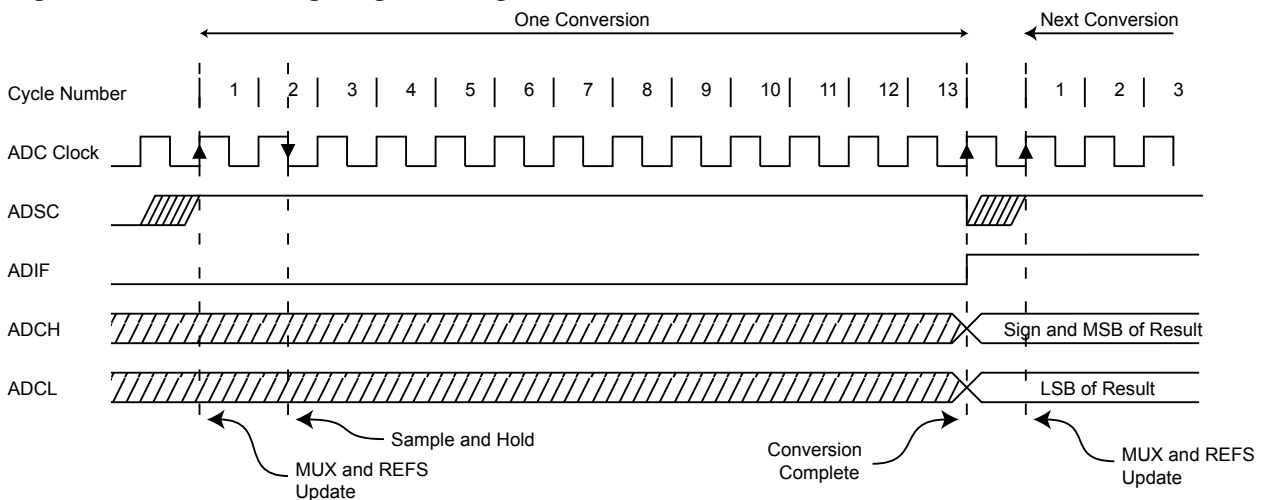 One Conversion
Next Conversion
Cycle Number 1 2 3 4 5 6 7 8 9 10 11 12 13 1 2 3
ADC Clock
ADSC
ADIF
ADCH
Sign and MSB of Result
ADCL
LSB of Result
Sample and Hold
MUX and REFS
Update
Conversion
Complete
MUX and REFS
Update